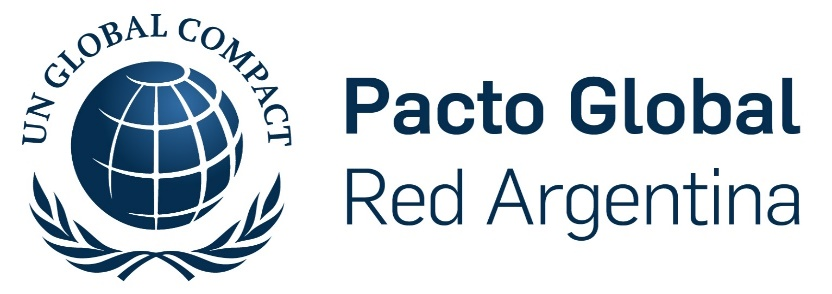 UN GLOBAL COMPACT
Pacto Global
Red Argentina